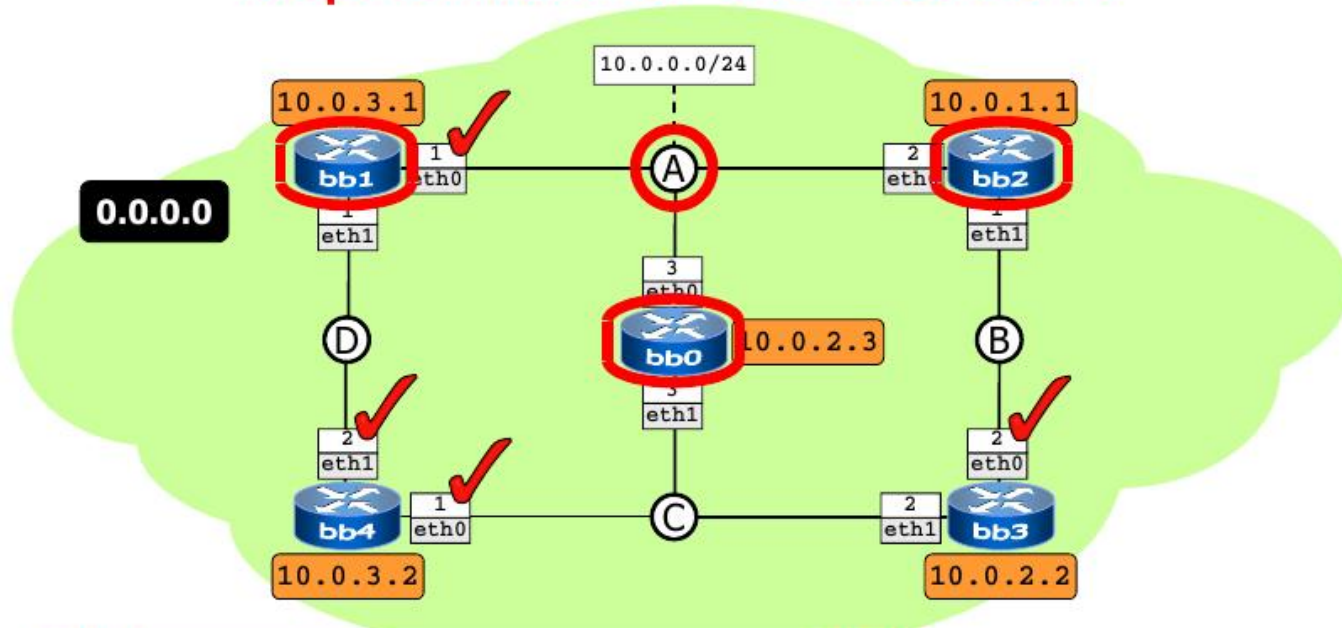 10.0.0.0/24
10.0.3.1
10.0.1.1
1
eth0
bb1
A
2
eth
bb2
0.0.0.0
1
eth1
1
eth1
3
eth0
D
bb0
10.0.2.3
B
3
eth1
2
eth1
2
eth0
bb4
1
eth0
C
2
eth1
bb3
10.0.3.2
10.0.2.2